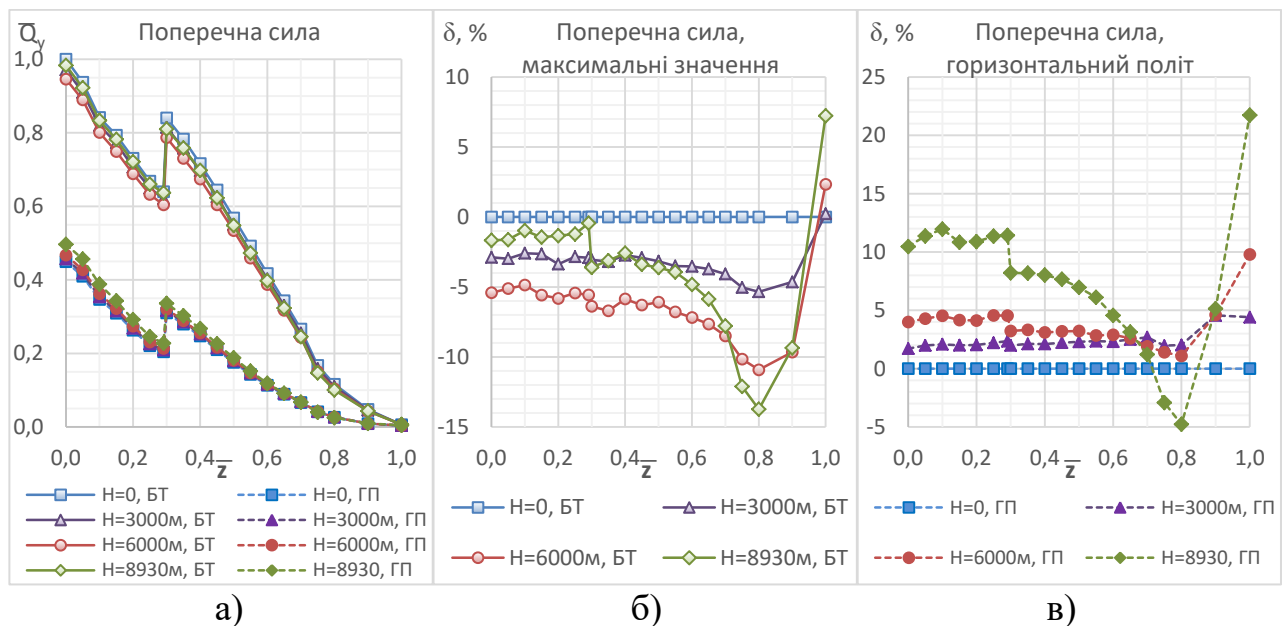 Q̅y
Поперечна сила
1,0
0,8
0,6
0,4
0,2
0,0
0,0 0,2 0,4 z̅ 0,6 0,8 1,0
H=0, БТ
H=0, ГП
H=3000м, БТ
H=3000м, ГП
H=6000м, БТ
H=6000м, ГП
H=8930м, БТ
H=8930, ГП
а)
δ, %
Поперечна сила,
максимальні значення
10
5
0
-5
-10
-15
0,0 0,2 0,4 z̅ 0,6 0,8 1,0
H=0, БТ
H=3000м, БТ
H=6000м, БТ
H=8930м, БТ
б)
δ, %
Поперечна сила,
горизонтальний політ
25
20
15
10
5
0
-5
0,0 0,2 0,4 z̅ 0,6 0,8 1,0
H=0, ГП
H=3000м, ГП
H=6000м, ГП
H=8930м, ГП
в)